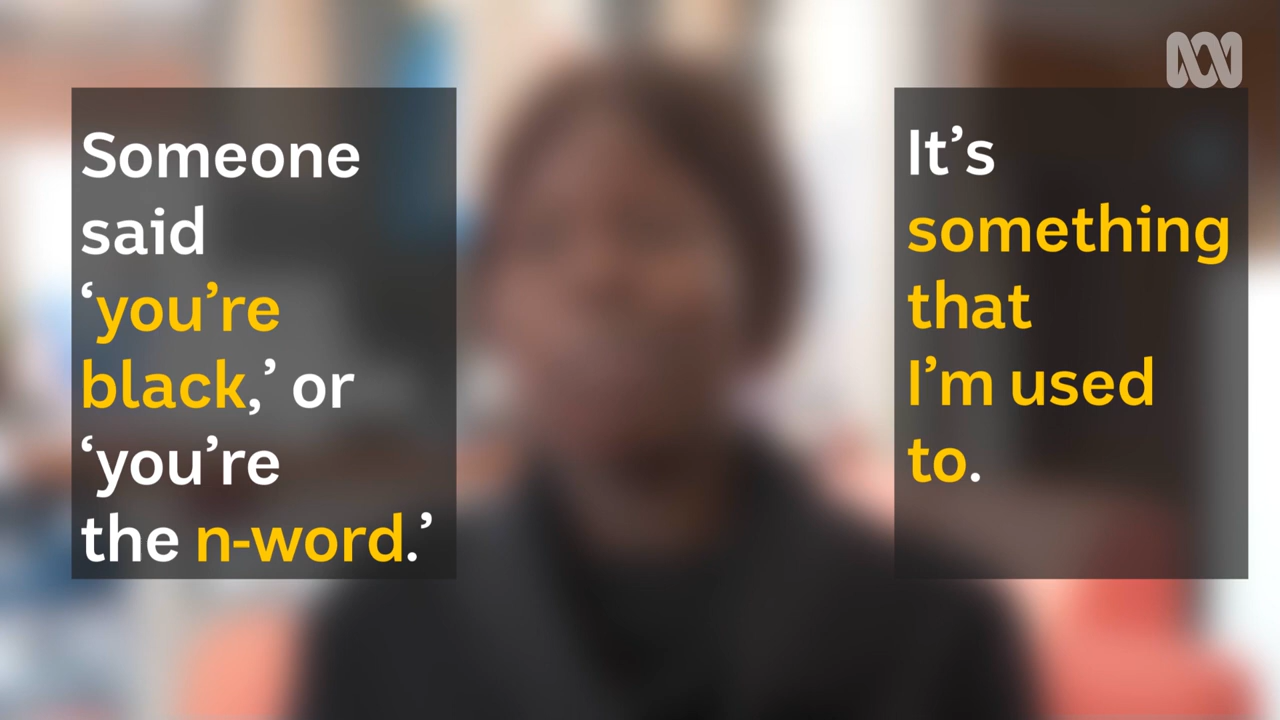 Someone
said
‘you’re
black,’ or
‘you’re
the n-word.’
It’s
something
that
I’m used
to.